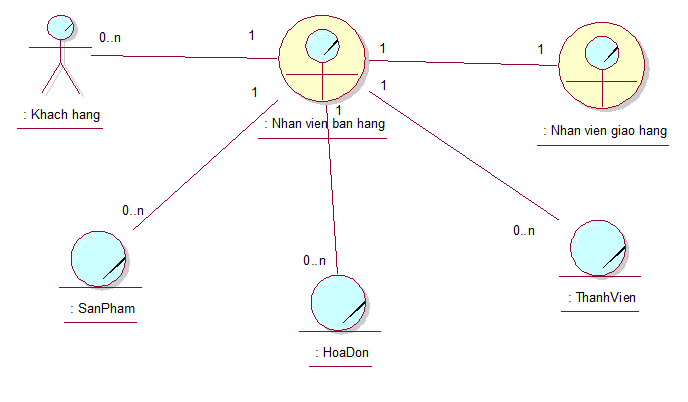 0..n
1
1
1
: Khach hang
1
1
1
: Nhan vien ban hang
: Nhan vien giao hang
0..n
0..n
0..n
: SanPham
: ThanhVien
: HoaDon